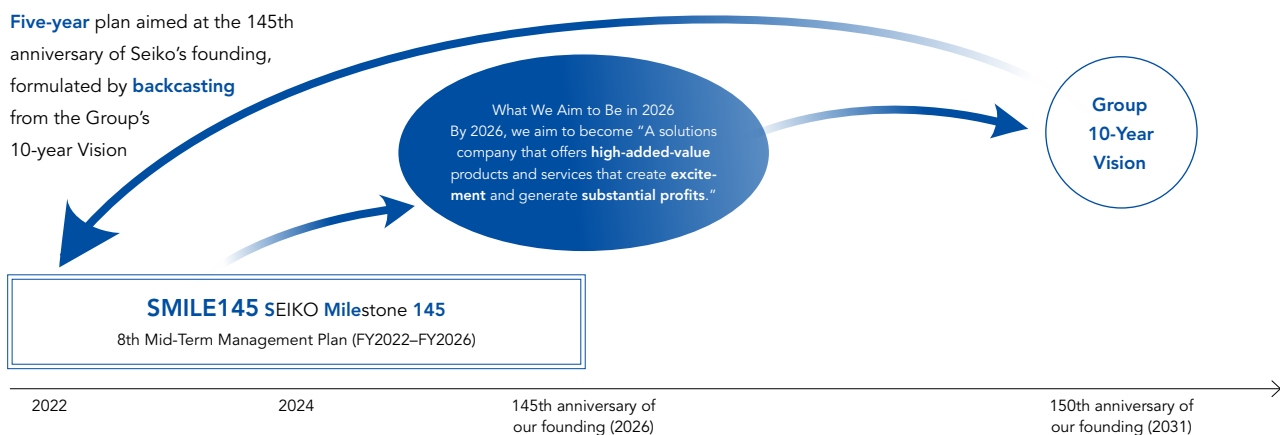 Five-year plan aimed at the 145th
anniversary of Seiko’s founding,
formulated by backcasting
from the Group’s
10-year Vision
What We Aim to Be in 2026
By 2026, we aim to become “A solutions
company that offers high-added-value
products and services that create excite-
ment and generate substantial profits.”
Group
10-Year
Vision
SMILE145 SEIKO Milestone 145
8th Mid-Term Management Plan (FY2022–FY2026)
2022
2024
145th anniversary of
our founding (2026)
150th anniversary of
our founding (2031)